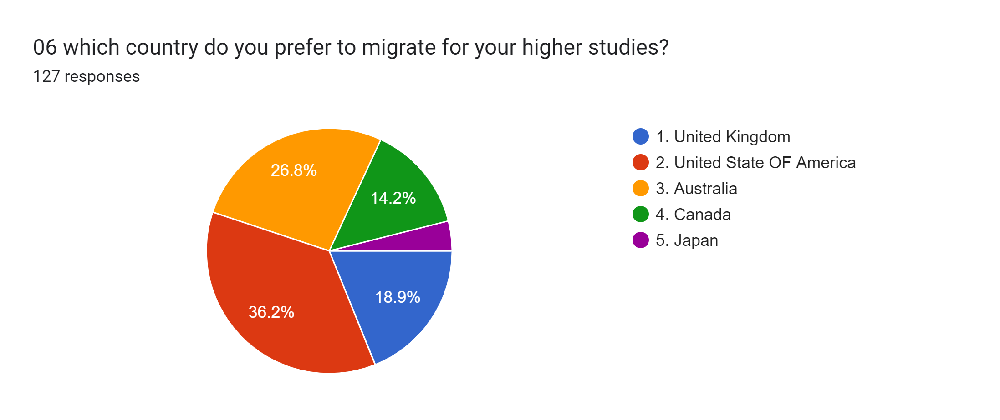 06 which country do you prefer to migrate for your higher studies?
127 responses
26.8%
14.2%
18.9%
36.2%
1. United Kingdom
2. United State OF America
3. Australia
4. Canada
5. Japan